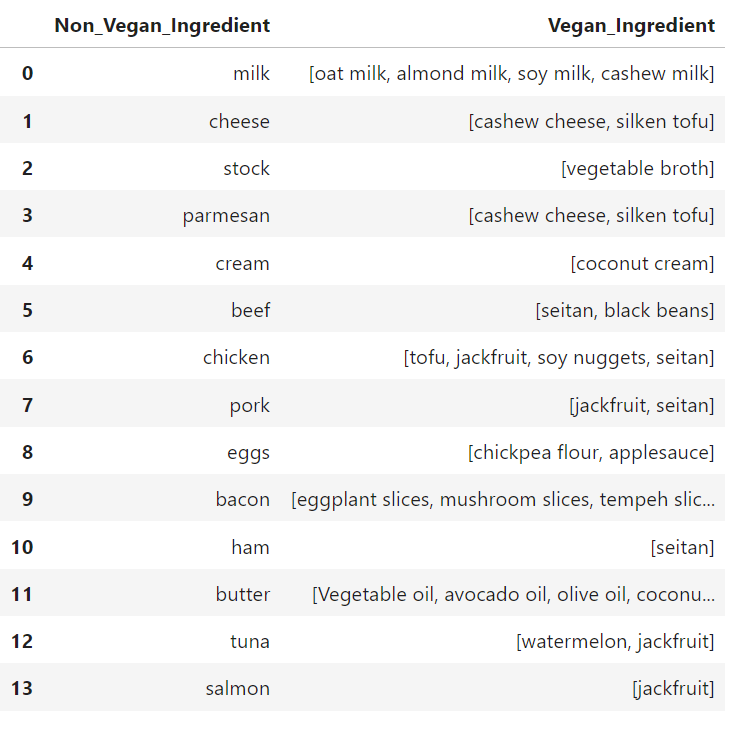 Non_Vegan_Ingredient Vegan_Ingredient
0 milk [oat milk, almond milk, soy milk, cashew milk]
1 cheese [cashew cheese, silken tofu]
2 stock [vegetable broth]
3 parmesan [cashew cheese, silken tofu]
4 cream [coconut cream]
5 beef [seitan, black beans]
6 chicken [tofu, jackfruit, soy nuggets, seitan]
7 pork [jackfruit, seitan]
8 eggs [chickpea flour, applesauce]
9 bacon [eggplant slices, mushroom slices, tempeh slic...
10 ham [seitan]
11 butter [Vegetable oil, avocado oil, olive oil, coconu...
12 tuna [watermelon, jackfruit]
13 salmon [jackfruit]